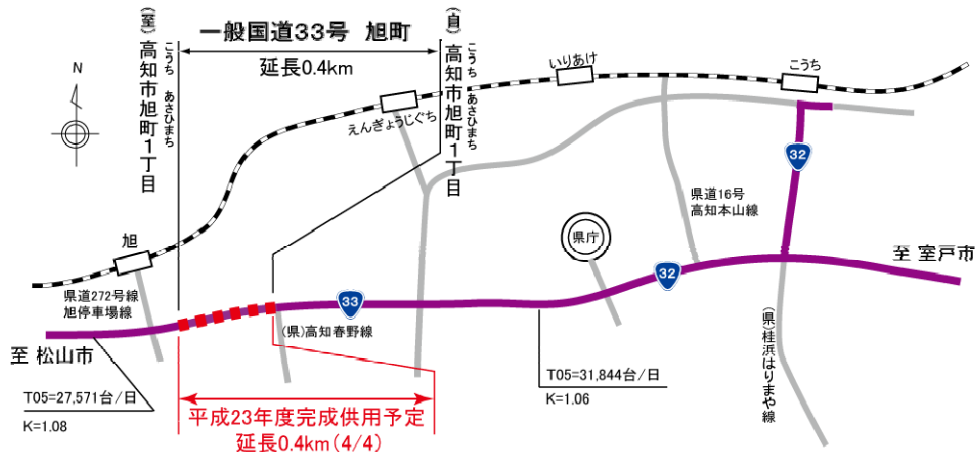 一般国道33号 旭町
延長0.4km
(至)高知市旭町1丁目
こうち あさひまち
(自)高知市旭町1丁目
こうち あさひまち
N
いりあけ
こうち
えんぎょうじぐち
32
県道16号
高知本山線
県庁
旭
至 室戸市
32
県道272号線
旭停車場線
33
(県)高知春野線
至 松山市
(県)桂浜はりまや線
T05=27,571台/日
K=1.08
T05=31,844台/日
K=1.06
平成23年度完成供用予定
延長0.4km(4/4)